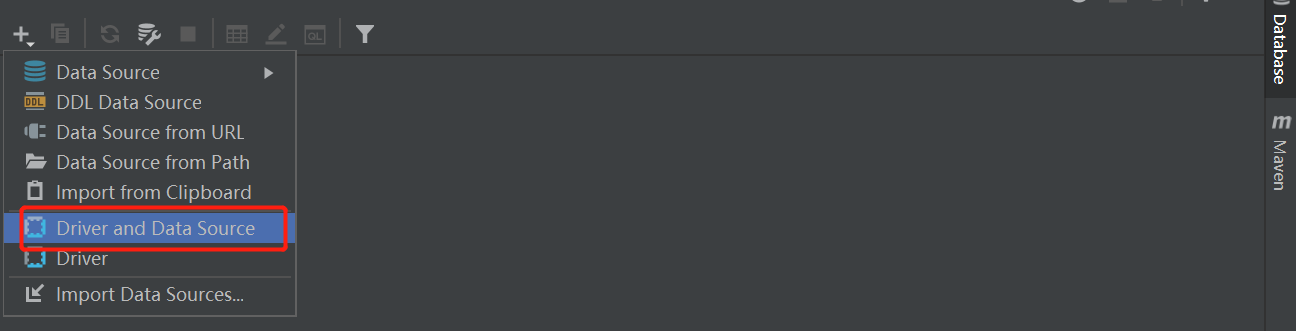 QL
Data Source
DDL
DDL Data Source
Data Source from URL
Data Source from Path
Import from Clipboard
Driver and Data Source
Driver
Import Data Sources...
Database
m
Maven